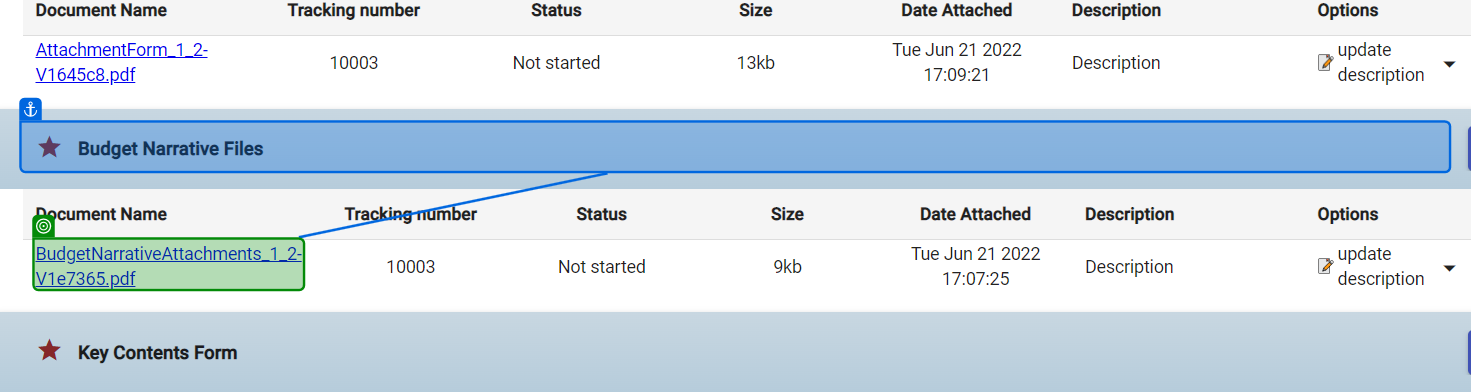 Document Name Tracking number Status Size Date Attached Description Options
AttachmentForm_1_2-
V1645c8.pdf
10003 Not started 13kb
Tue Jun 21 2022
17:09:21
Description
update
description
Budget Narrative Files
Document Name Tracking number Status Size Date Attached Description Options
BudgetNarrativeAttachments_1_2-
V1e7365.pdf
10003 Not started 9kb
Tue Jun 21 2022
17:07:25
Description
update
description
Key Contents Form